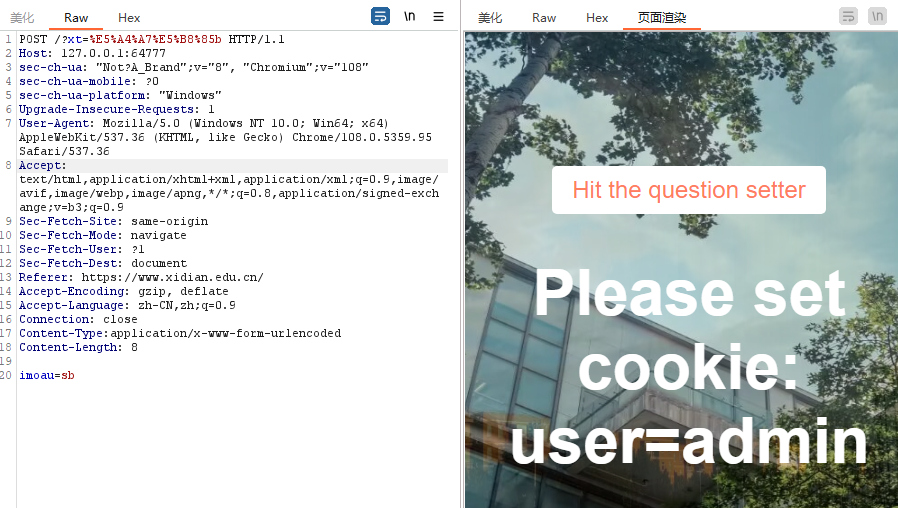 美化 Raw Hex \n
美化 Raw Hex 页面渲染 \n
1 POST /?xt=%E5%A4%A7%E5%B8%85b HTTP/1.1
2 Host: 127.0.0.1:64777
3 sec-ch-ua: "Not?A_Brand";v="8", "Chromium";v="108"
4 sec-ch-ua-mobile: ?0
5 sec-ch-ua-platform: "Windows"
6 Upgrade-Insecure-Requests: 1
7 User-Agent: Mozilla/5.0 (Windows NT 10.0; Win64; x64)
AppleWebKit/537.36 (KHTML, like Gecko) Chrome/108.0.5359.95
Safari/537.36
8 Accept:
text/html,application/xhtml+xml,application/xml;q=0.9,image/
avif,image/webp,image/apng,*/*;q=0.8,application/signed-exch
ange;v=b3;q=0.9
9 Sec-Fetch-Site: same-origin
10 Sec-Fetch-Mode: navigate
11 Sec-Fetch-User: ?1
12 Sec-Fetch-Dest: document
13 Referer: https://www.xidian.edu.cn/
14 Accept-Encoding: gzip, deflate
15 Accept-Language: zh-CN,zh;q=0.9
16 Connection: close
17 Content-Type:application/x-www-form-urlencoded
18 Content-Length: 8
19
20 imoau=sb
Hit the question setter
Please set
cookie:
user=admin